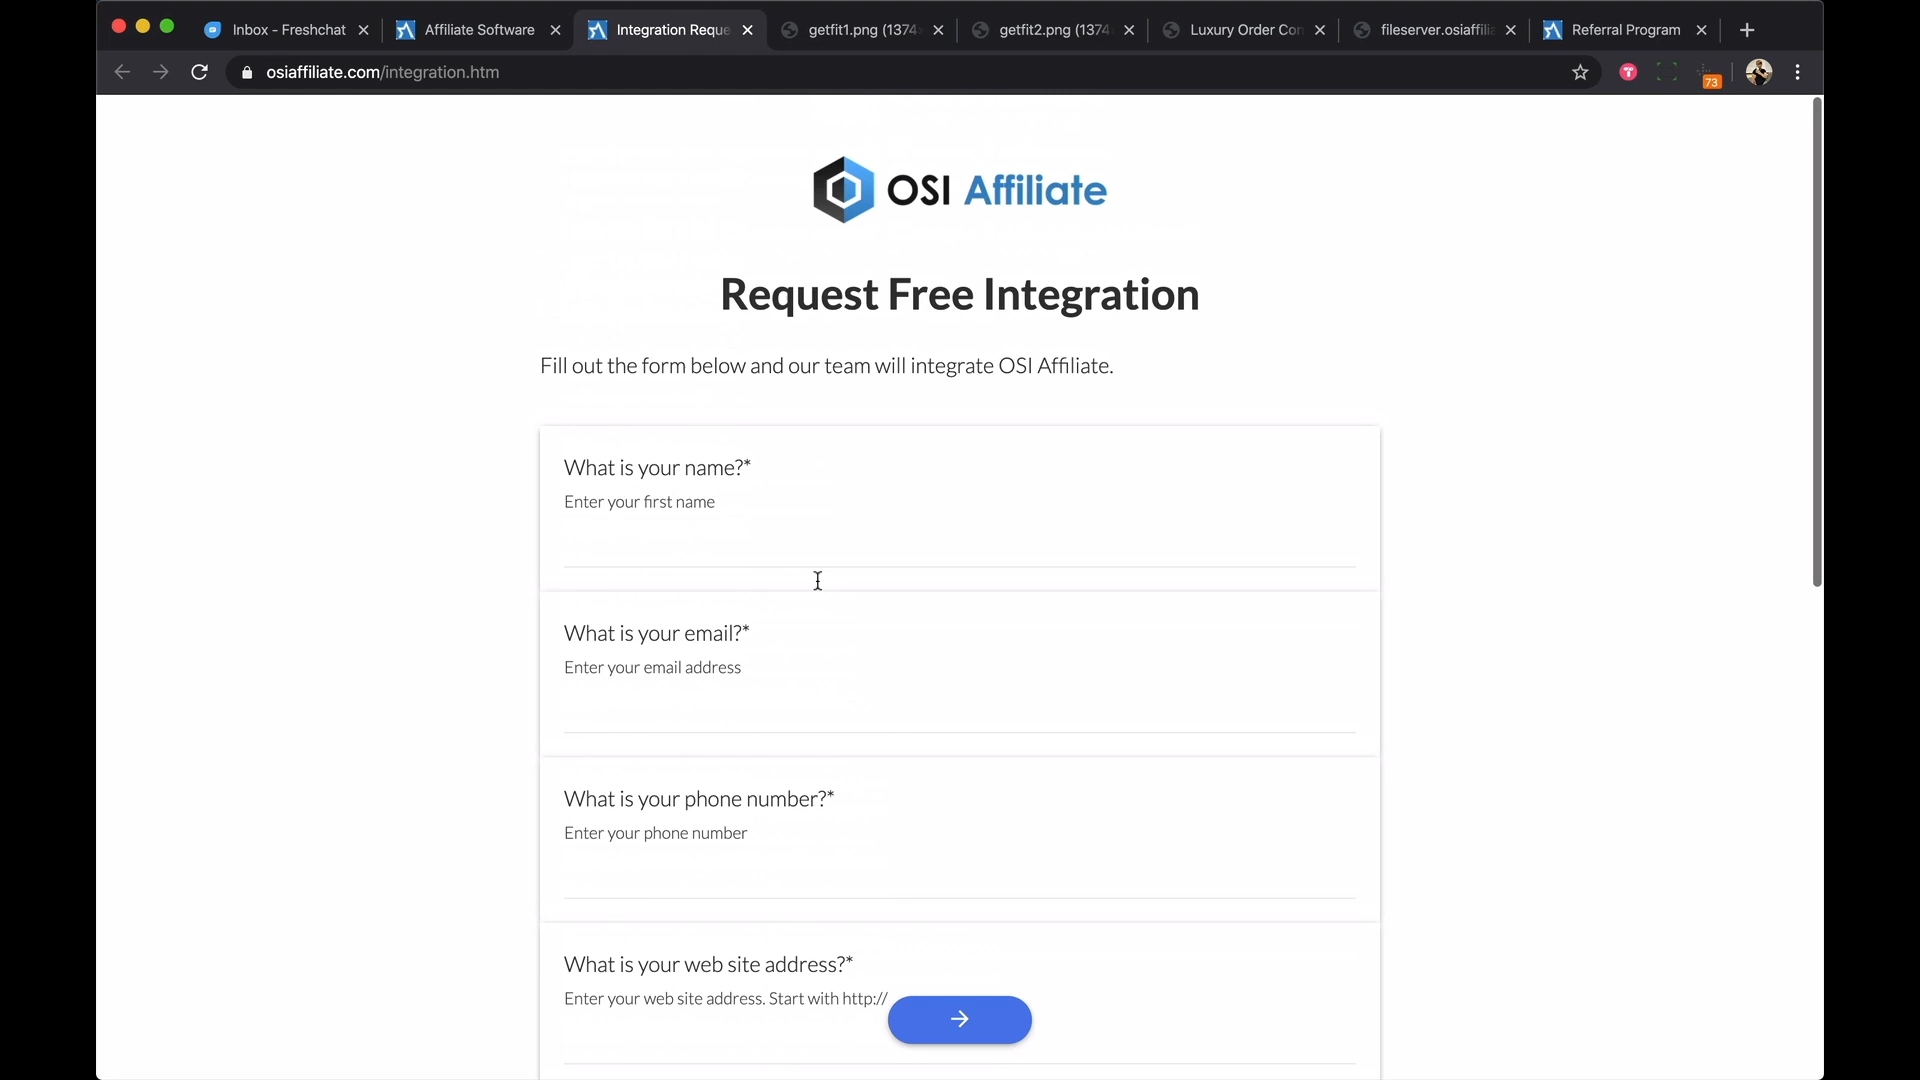 Inbox - Freshchat
Affiliate Software
Integration Reque
getfit1.png (1374
getfit2.png (1374
Luxury Order Con
fileserver.osiaffilia
Referral Program
osiaffiliate.com/integration.htm
73
OSI Affiliate
Request Free Integration
Fill out the form below and our team will integrate OSI Affiliate.
What is your name?*
Enter your first name
What is your email?*
Enter your email address
What is your phone number?*
Enter your phone number
What is your web site address?*
Enter your web site address. Start with http://